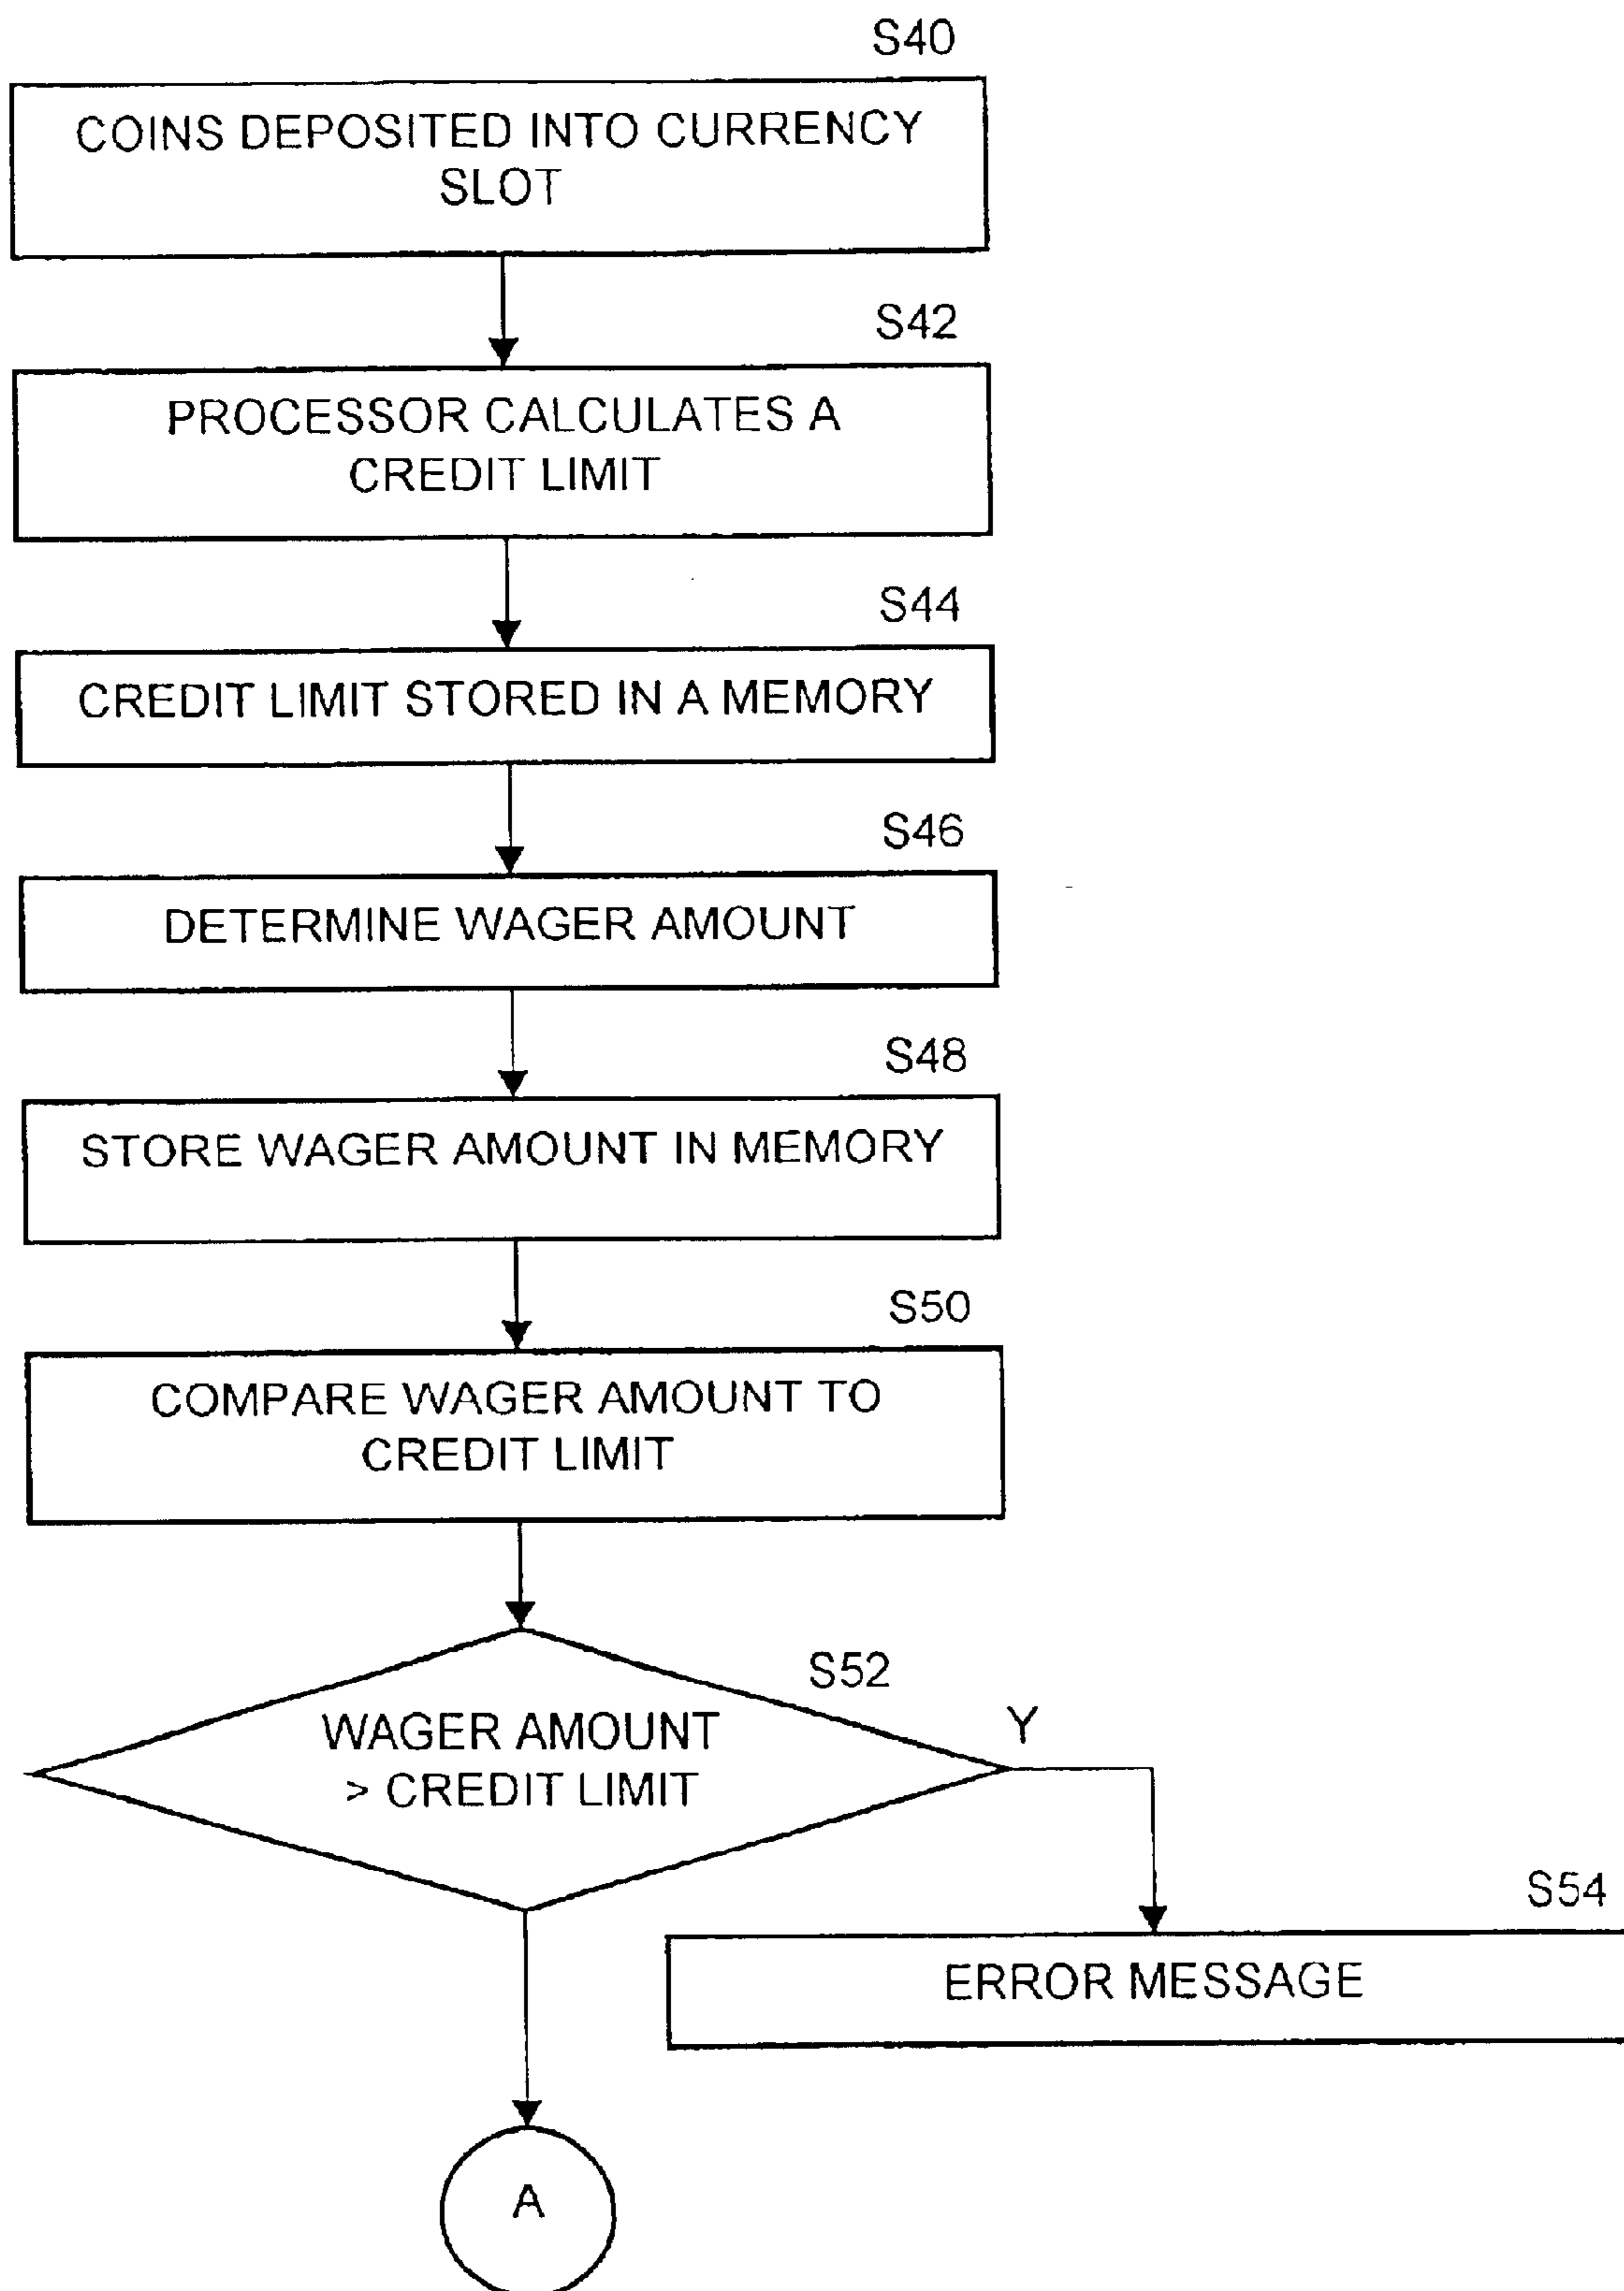 S40
COINS DEPOSITED INTO CURRENCY
SLOT
S42
PROCESSOR CALCULATES A
CREDIT LIMIT
S44
CREDIT LIMIT STORED IN A MEMORY
S46
DETERMINE WAGER AMOUNT
S48
STORE WAGER AMOUNT IN MEMORY
S50
COMPARE WAGER AMOUNT TO
CREDIT LIMIT
S52
WAGER AMOUNT
> CREDIT LIMIT
Y
S54
ERROR MESSAGE
A